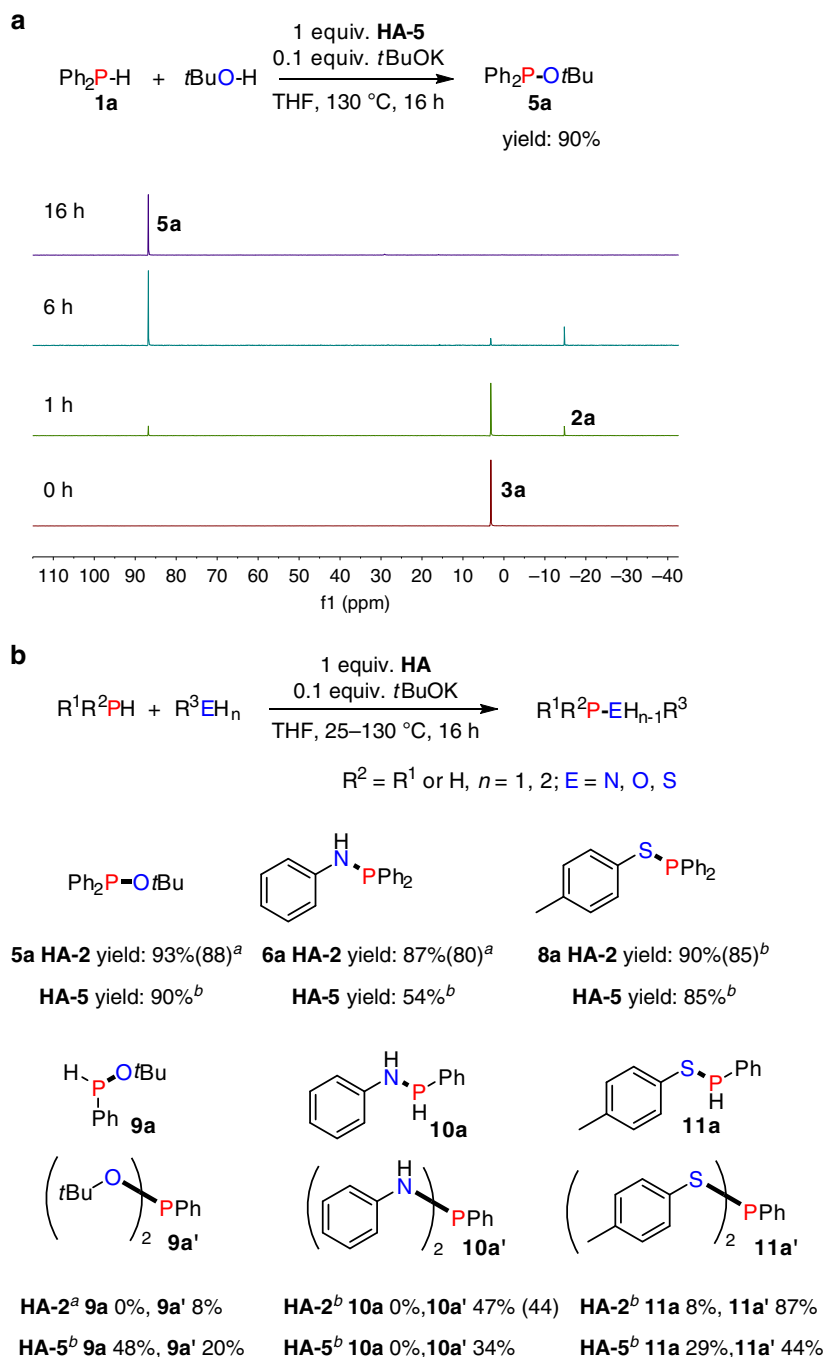 a
1 equiv. HA-5
0.1 equiv. tBuOK
Ph₂P-H + tBuO-H Ph₂P-OtBu
1a THF, 130 °C, 16 h 5a
yield: 90%
16 h 5a
6 h
1 h 2a
0 h 3a
110 100 90 80 70 60 50 40 30 20 10 0 –10 –20 –30 –40
f1 (ppm)
b
1 equiv. HA
0.1 equiv. tBuOK
R¹R²PH + R³EHₙ R¹R²P-EHₙ₋₁R³
THF, 25–130 °C, 16 h
R² = R¹ or H, n = 1, 2; E = N, O, S
Ph₂P-OtBu H N PPh₂ S PPh₂
5a HA-2 yield: 93%(88)ᵃ 6a HA-2 yield: 87%(80)ᵃ 8a HA-2 yield: 90%(85)ᵇ
HA-5 yield: 90%ᵇ HA-5 yield: 54%ᵇ HA-5 yield: 85%ᵇ
H P OtBu Ph 9a H N P Ph H 10a S P Ph H 11a
tBu O PPh 2 9a' H N PPh 2 10a' S PPh 2 11a'
HA-2ᵃ 9a 0%, 9a' 8% HA-2ᵇ 10a 0%,10a' 47% (44) HA-2ᵇ 11a 8%, 11a' 87%
HA-5ᵇ 9a 48%, 9a' 20% HA-5ᵇ 10a 0%,10a' 34% HA-5ᵇ 11a 29%,11a' 44%